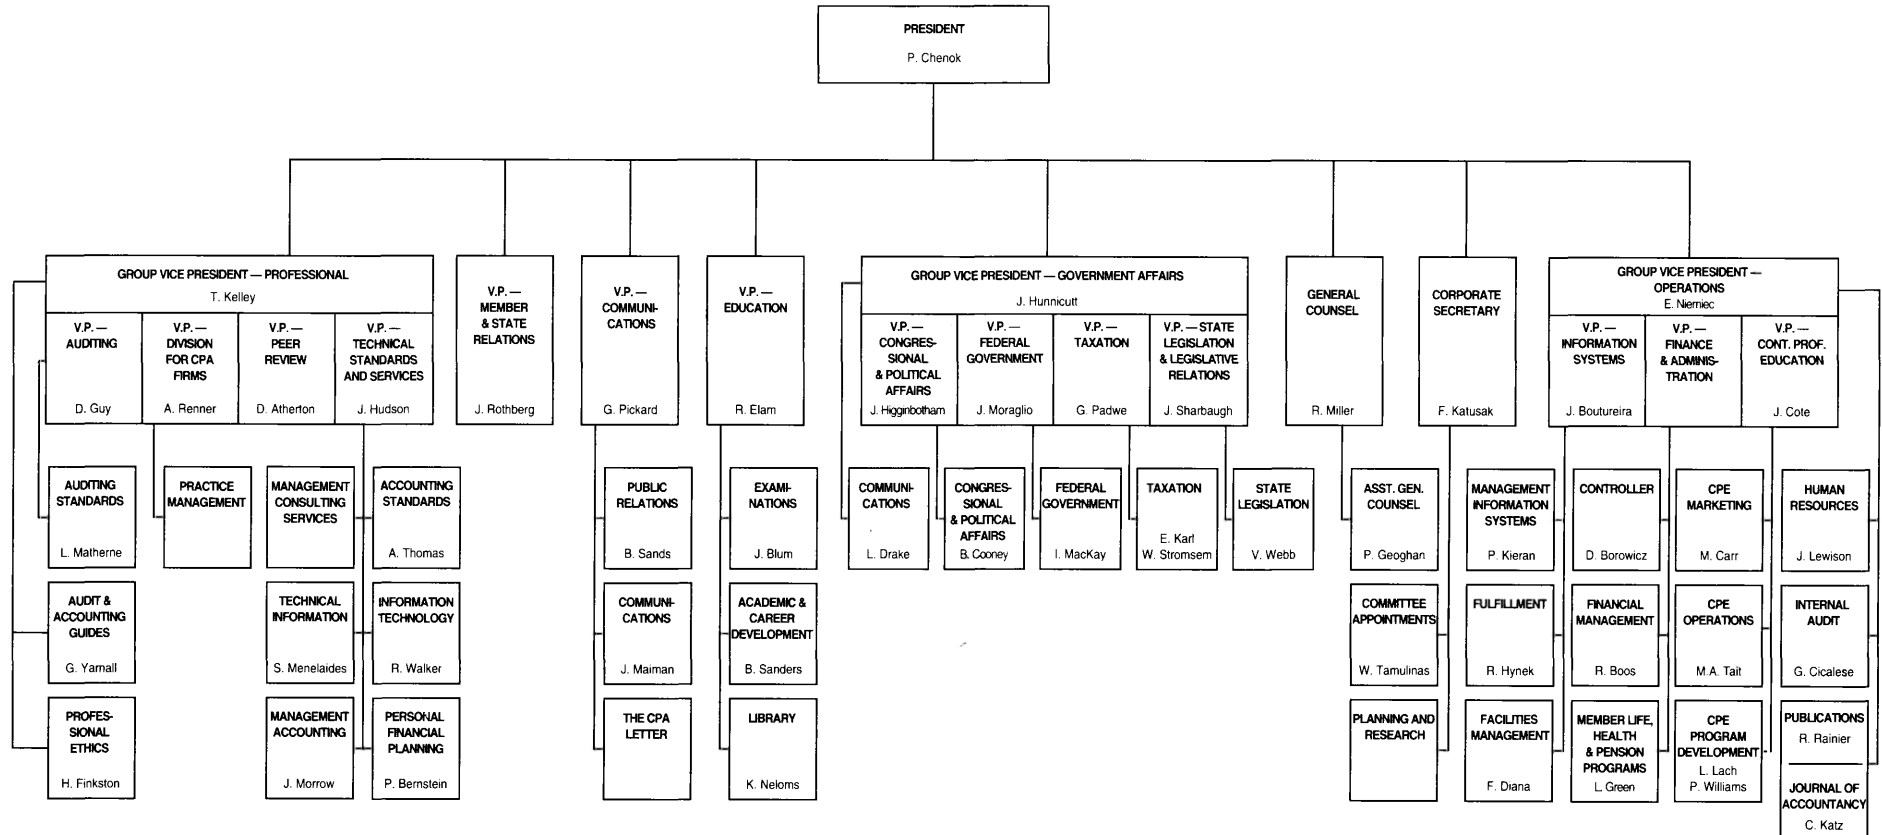 PRESIDENT
P. Chenok
GROUP VICE PRESIDENT — PROFESSIONAL
T. Kelley
V.P. —
AUDITING
D. Guy
V.P. —
DIVISION
FOR CPA
FIRMS
A. Renner
V.P. —
PEER
REVIEW
D. Atherton
V.P. —
TECHNICAL
STANDARDS
AND SERVICES
J. Hudson
V.P. —
MEMBER
& STATE
RELATIONS
J. Rothberg
V.P. —
COMMUNI-
CATIONS
G. Pickard
V.P. —
EDUCATION
R. Elam
GROUP VICE PRESIDENT — GOVERNMENT AFFAIRS
J. Hunnicutt
V.P. —
CONGRES-
SIONAL
& POLITICAL
AFFAIRS
J. Higginbotham
V.P. —
FEDERAL
GOVERNMENT
J. Moraglio
V.P. —
TAXATION
G. Padwe
V.P. — STATE
LEGISLATION
& LEGISLATIVE
RELATIONS
J. Sharbaugh
GENERAL
COUNSEL
R. Miller
CORPORATE
SECRETARY
F. Katusak
GROUP VICE PRESIDENT —
OPERATIONS
E. Niemiec
V.P. —
INFORMATION
SYSTEMS
J. Boutureira
V.P. —
FINANCE
& ADMINIS-
TRATION
V.P. —
CONT. PROF.
EDUCATION
J. Cote
AUDITING
STANDARDS
L. Matherne
PRACTICE
MANAGEMENT
MANAGEMENT
CONSULTING
SERVICES
ACCOUNTING
STANDARDS
A. Thomas
PUBLIC
RELATIONS
B. Sands
EXAMI-
NATIONS
J. Blum
COMMUNI-
CATIONS
L. Drake
CONGRES-
SIONAL
& POLITICAL
AFFAIRS
B. Cooney
FEDERAL
GOVERNMENT
I. MacKay
TAXATION
E. Karl
W. Stromsem
STATE
LEGISLATION
V. Webb
ASST. GEN.
COUNSEL
P. Geoghan
MANAGEMENT
INFORMATION
SYSTEMS
P. Kieran
CONTROLLER
D. Borowicz
CPE
MARKETING
M. Carr
HUMAN
RESOURCES
J. Lewison
AUDIT &
ACCOUNTING
GUIDES
G. Yarnall
TECHNICAL
INFORMATION
S. Menelaides
INFORMATION
TECHNOLOGY
R. Walker
COMMUNI-
CATIONS
J. Maiman
ACADEMIC &
CAREER
DEVELOPMENT
B. Sanders
COMMITTEE
APPOINTMENTS
W. Tamulinas
FULFILLMENT
R. Hynek
FINANCIAL
MANAGEMENT
R. Boos
CPE
OPERATIONS
M.A. Tait
INTERNAL
AUDIT
G. Cicalese
PROFES-
SIONAL
ETHICS
H. Finkston
MANAGEMENT
ACCOUNTING
J. Morrow
PERSONAL
FINANCIAL
PLANNING
P. Bernstein
THE CPA
LETTER
LIBRARY
K. Neloms
PLANNING AND
RESEARCH
FACILITIES
MANAGEMENT
F. Diana
MEMBER LIFE,
HEALTH
& PENSION
PROGRAMS
L. Green
CPE
PROGRAM
DEVELOPMENT
L. Lach
P. Williams
PUBLICATIONS
R. Rainier
JOURNAL OF
ACCOUNTANCY
C. Katz